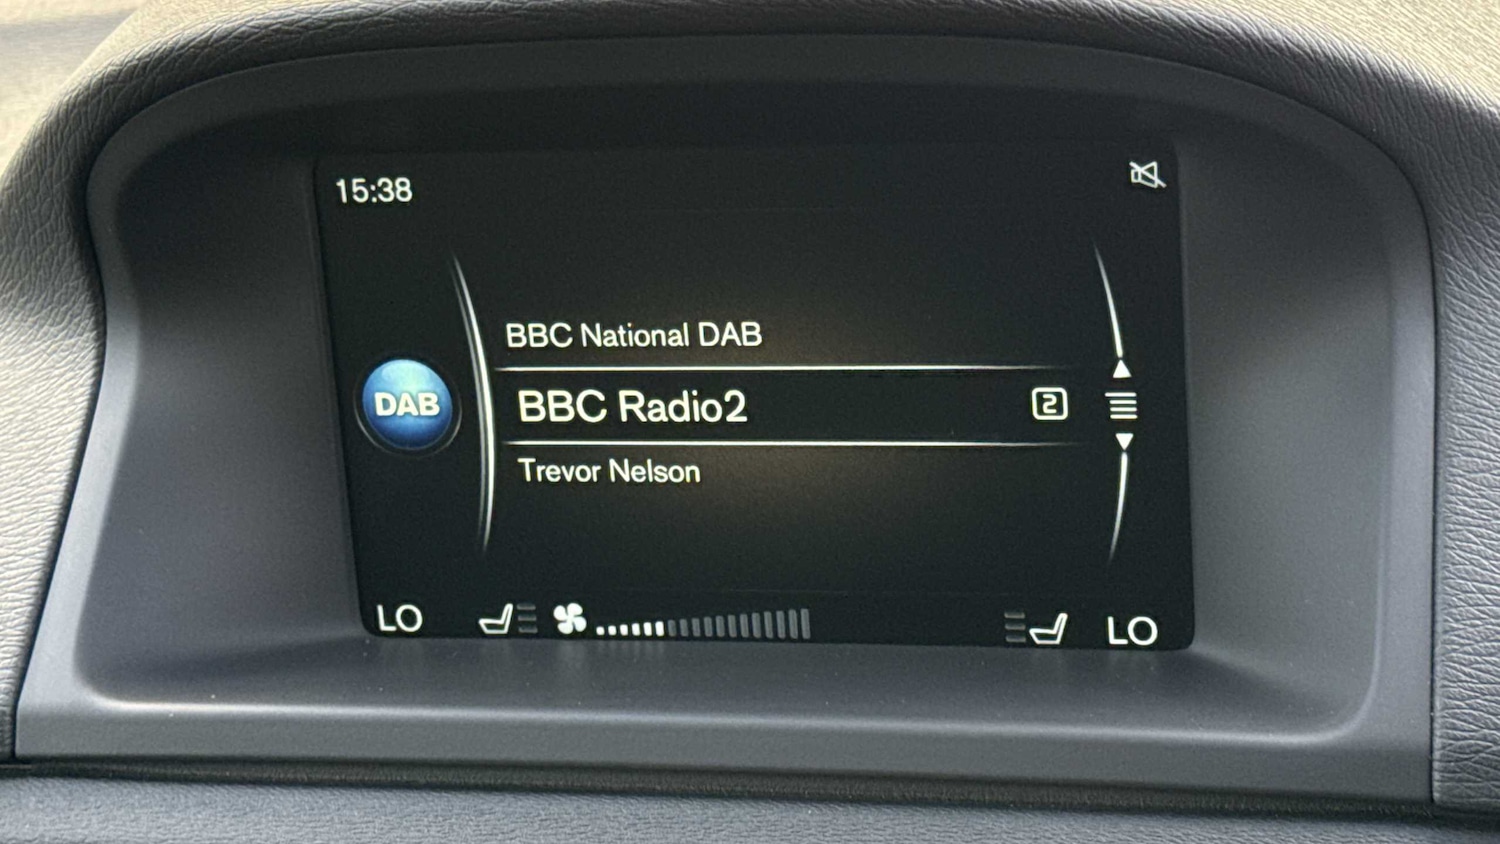 15:38
BBC National DAB
DAB
BBC Radio2
2
Trevor Nelson
LO
LO